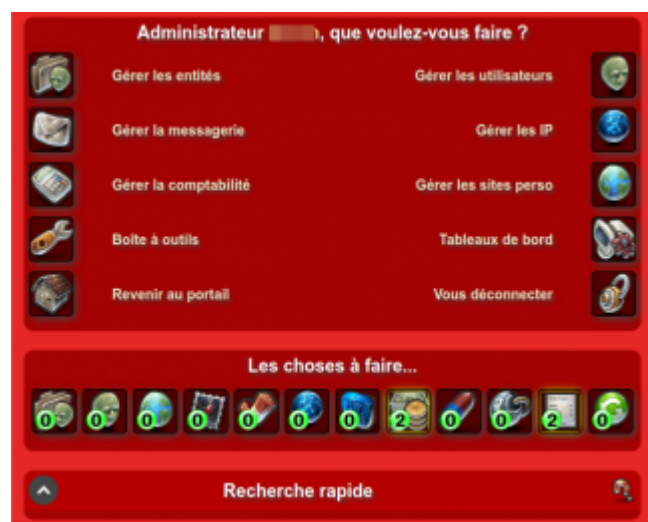 Administrateur , que voulez-vous faire ?
Gérer les entités
Gérer les utilisateurs
Gérer la messagerie
Gérer les IP
Gérer la comptabilité
Gérer les sites perso
Boîte à outils
Tableaux de bord
Revenir au portail
Vous déconnecter
Les choses à faire...
0 0 0 0 0 0 0 2 0 0 2 0
Recherche rapide